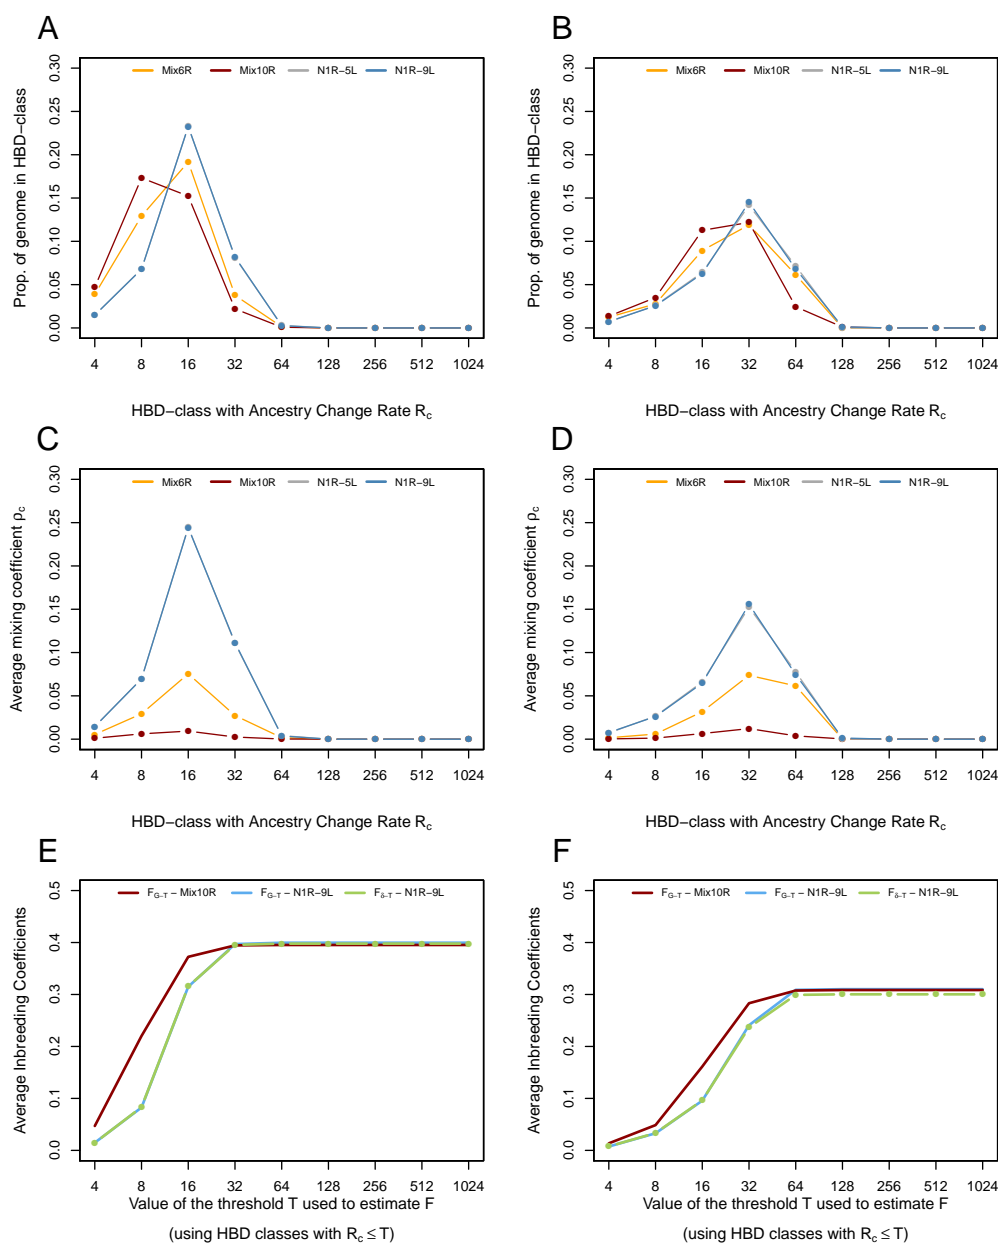 A
Mix6R Mix10R N1R−5L N1R−9L
0.00 0.05 0.10 0.15 0.20 0.25 0.30
Prop. of genome in HBD−class
4 8 16 32 64 128 256 512 1024
HBD−class with Ancestry Change Rate Rc
B
Mix6R Mix10R N1R−5L N1R−9L
0.00 0.05 0.10 0.15 0.20 0.25 0.30
Prop. of genome in HBD−class
4 8 16 32 64 128 256 512 1024
HBD−class with Ancestry Change Rate Rc
C
Mix6R Mix10R N1R−5L N1R−9L
0.00 0.05 0.10 0.15 0.20 0.25 0.30
Average mixing coefficient ρc
4 8 16 32 64 128 256 512 1024
HBD−class with Ancestry Change Rate Rc
D
Mix6R Mix10R N1R−5L N1R−9L
0.00 0.05 0.10 0.15 0.20 0.25 0.30
Average mixing coefficient ρc
4 8 16 32 64 128 256 512 1024
HBD−class with Ancestry Change Rate Rc
E
FG−T − Mix10R FG−T − N1R−9L Fδ−T − N1R−9L
0.0 0.1 0.2 0.3 0.4 0.5
Average Inbreeding Coefficients
4 8 16 32 64 128 256 512 1024
Value of the threshold T used to estimate F
(using HBD classes with Rc ≤ T)
F
FG−T − Mix10R FG−T − N1R−9L Fδ−T − N1R−9L
0.0 0.1 0.2 0.3 0.4 0.5
Average Inbreeding Coefficients
4 8 16 32 64 128 256 512 1024
Value of the threshold T used to estimate F
(using HBD classes with Rc ≤ T)